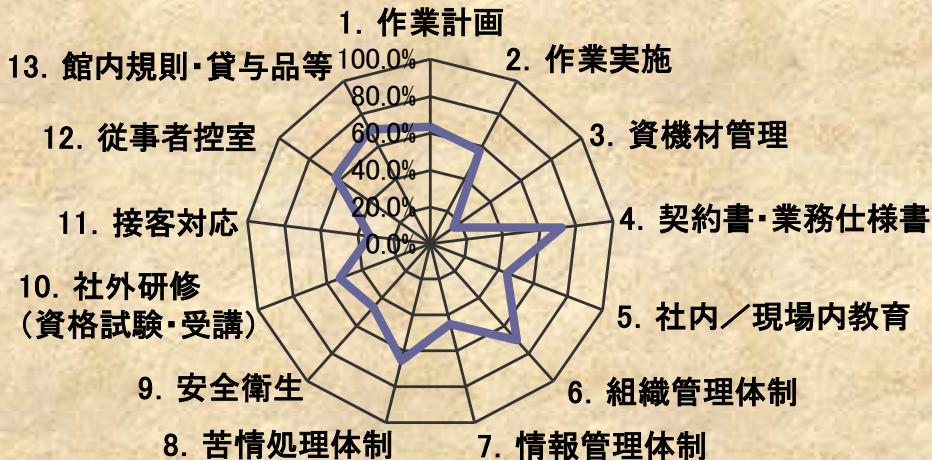 1. 作業計画
2. 作業実施
3. 資機材管理
4. 契約書・業務仕様書
5. 社内／現場内教育
6. 組織管理体制
7. 情報管理体制
8. 苦情処理体制
9. 安全衛生
10. 社外研修
（資格試験・受講）
11. 接客対応
12. 従事者控室
13. 館内規則・貸与品等
100.0%
80.0%
60.0%
40.0%
20.0%
0.0%